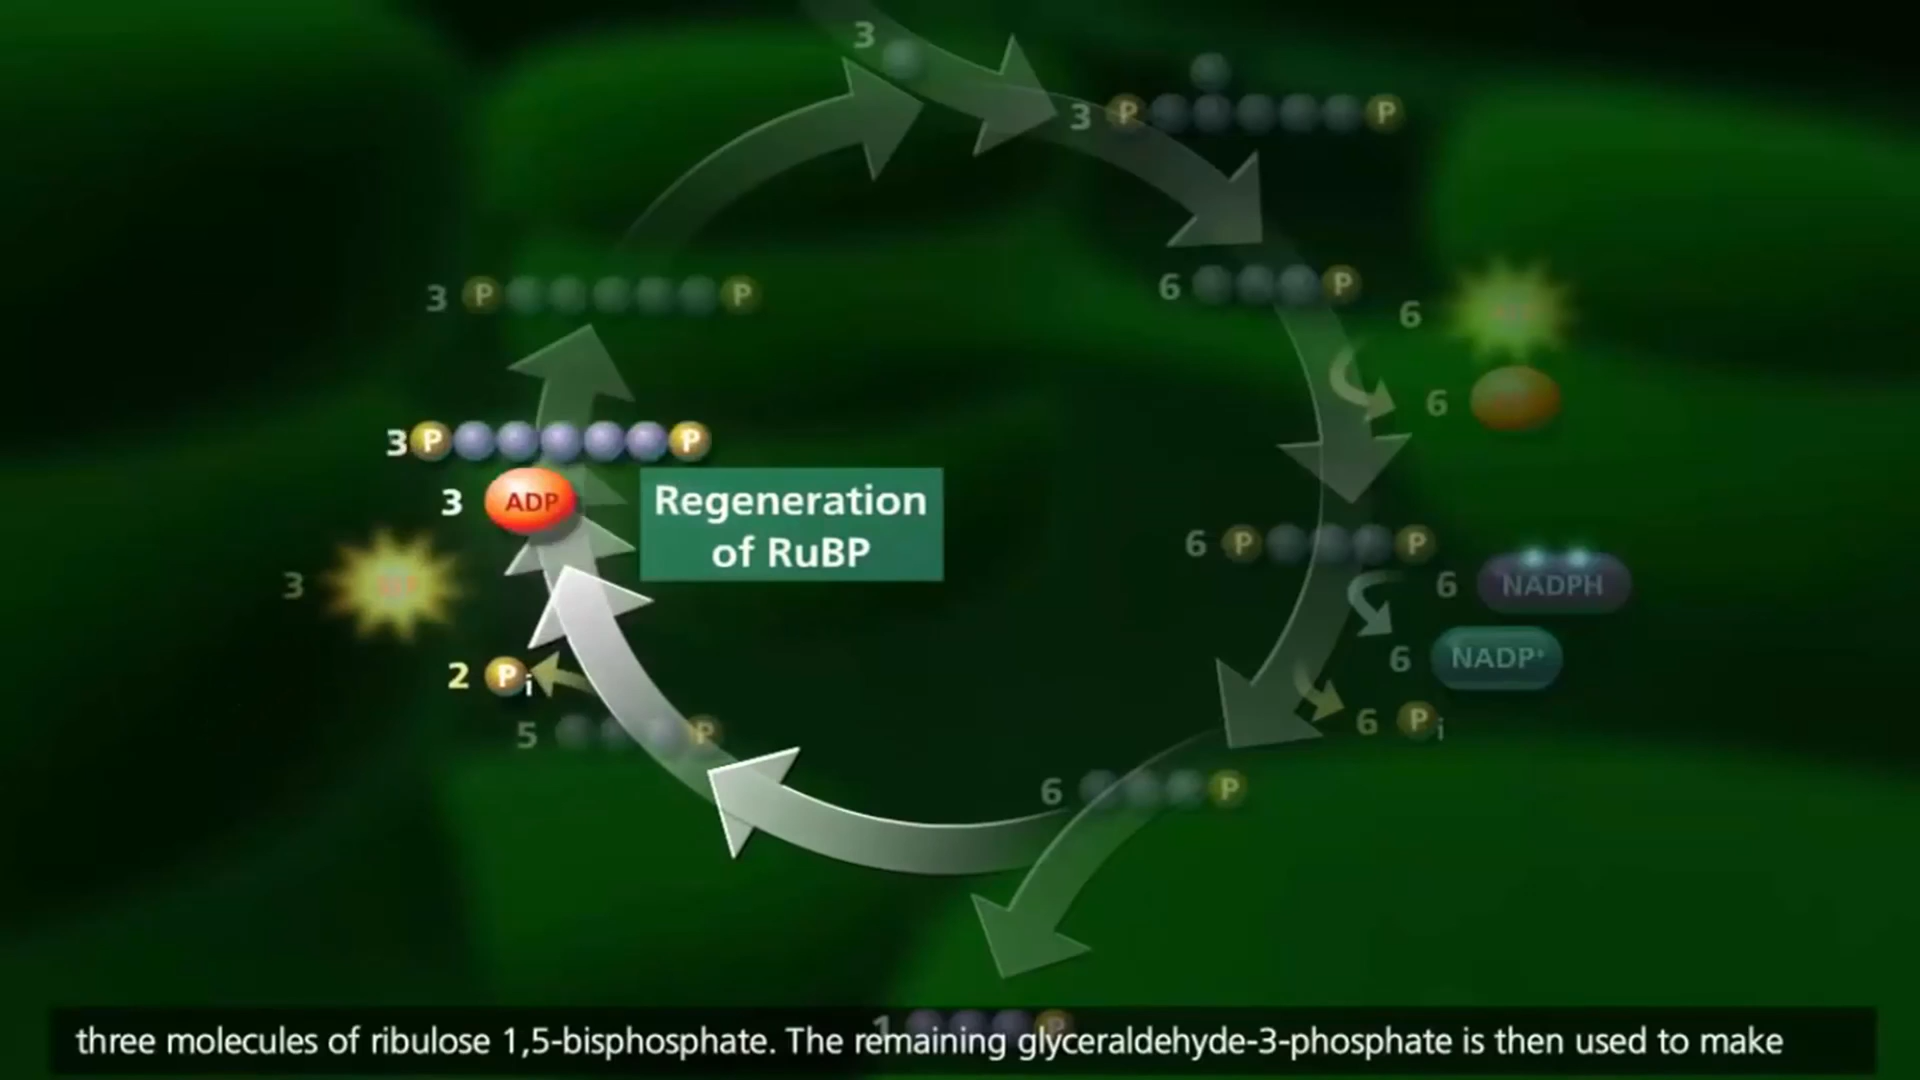 3
3 P P
6 P
6
3 P P
6
3 P P
3 ADP
Regeneration
of RuBP
6 P P
6 NADPH
3
6 NADP+
2 Pi
6 Pi
5 P
6 P
1 P
three molecules of ribulose 1,5-bisphosphate. The remaining glyceraldehyde-3-phosphate is then used to make